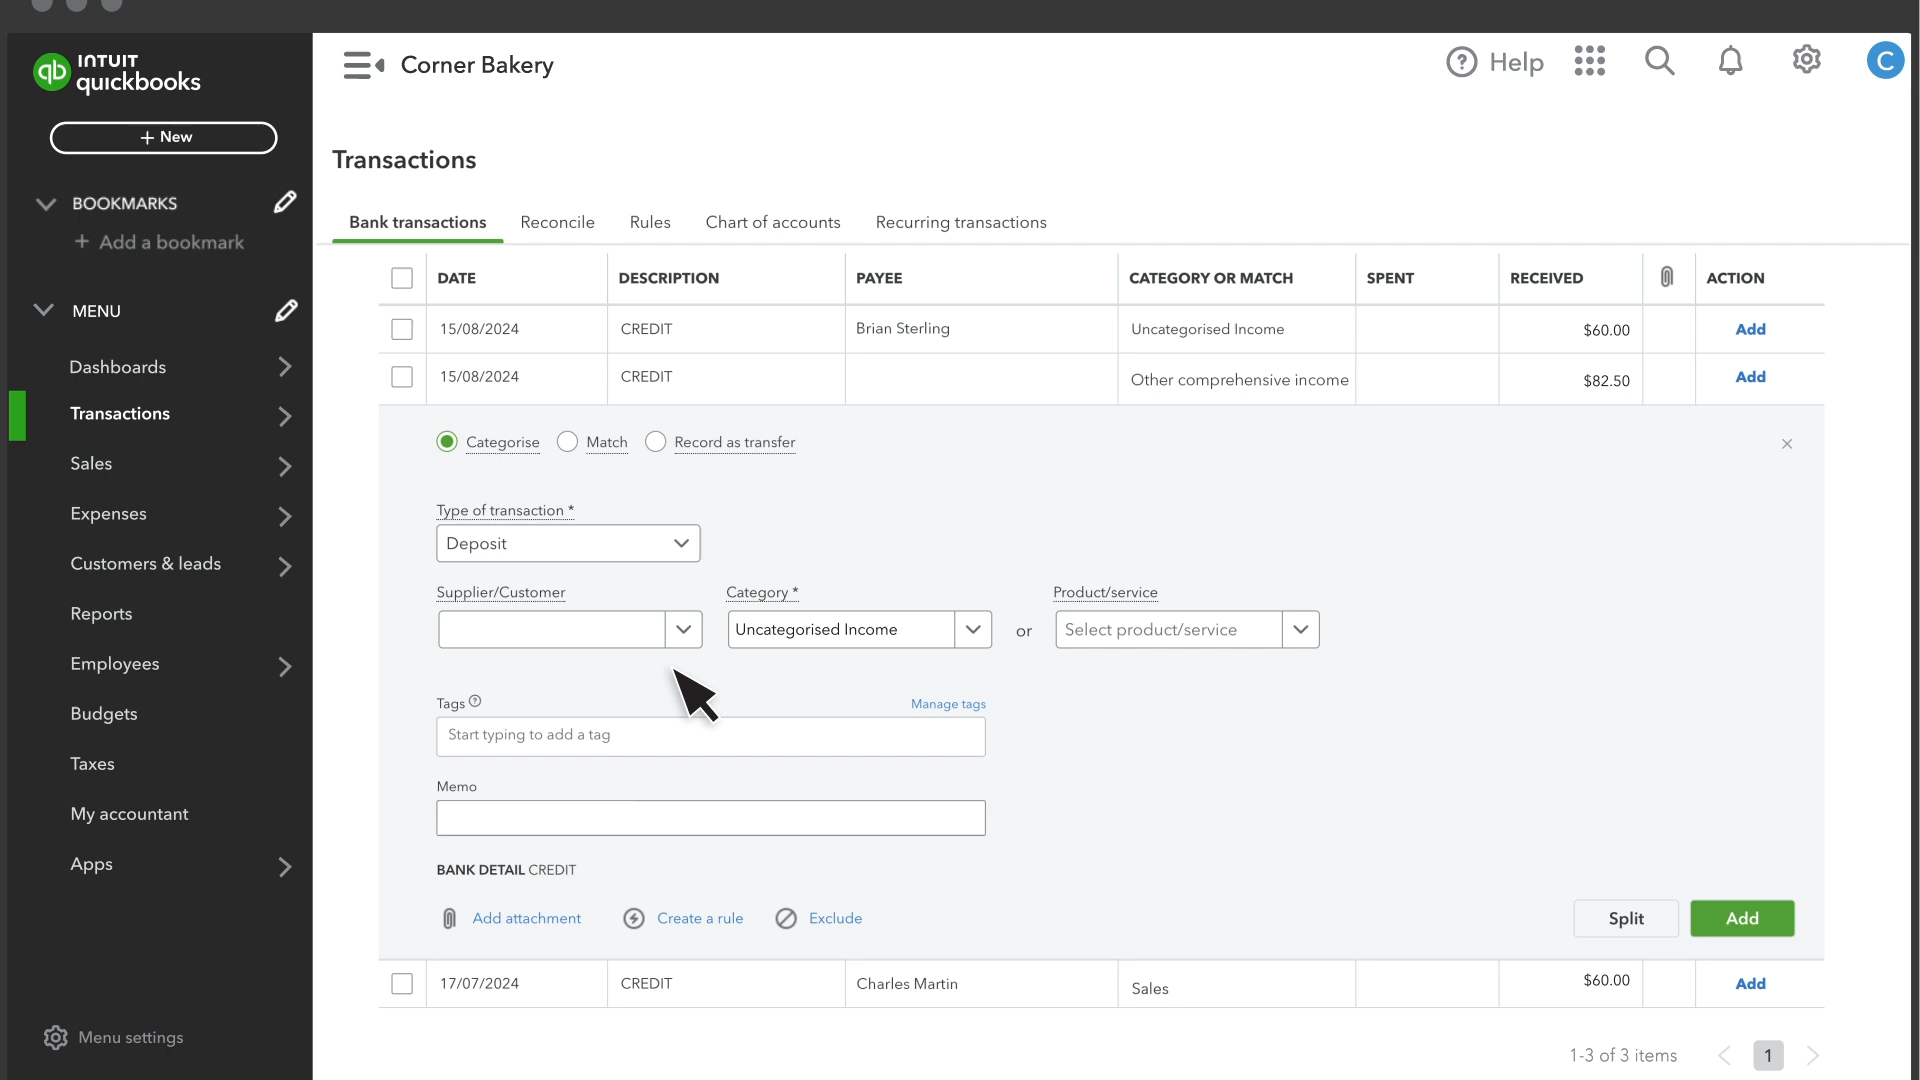 INTUIT
quickbooks
+ New
BOOKMARKS
+ Add a bookmark
MENU
Dashboards
Transactions
Sales
Expenses
Customers & leads
Reports
Employees
Budgets
Taxes
My accountant
Apps
Menu settings
Corner Bakery
Help
C
Transactions
Bank transactions Reconcile Rules Chart of accounts Recurring transactions
DATE DESCRIPTION PAYEE CATEGORY OR MATCH SPENT RECEIVED ACTION
15/08/2024 CREDIT Brian Sterling Uncategorised Income $60.00 Add
15/08/2024 CREDIT Other comprehensive income $82.50 Add
Categorise Match Record as transfer
Type of transaction *
Deposit
Supplier/Customer Category * Product/service
Uncategorised Income or Select product/service
Tags Manage tags
Start typing to add a tag
Memo
BANK DETAIL CREDIT
Add attachment Create a rule Exclude Split Add
17/07/2024 CREDIT Charles Martin Sales $60.00 Add
1-3 of 3 items 1